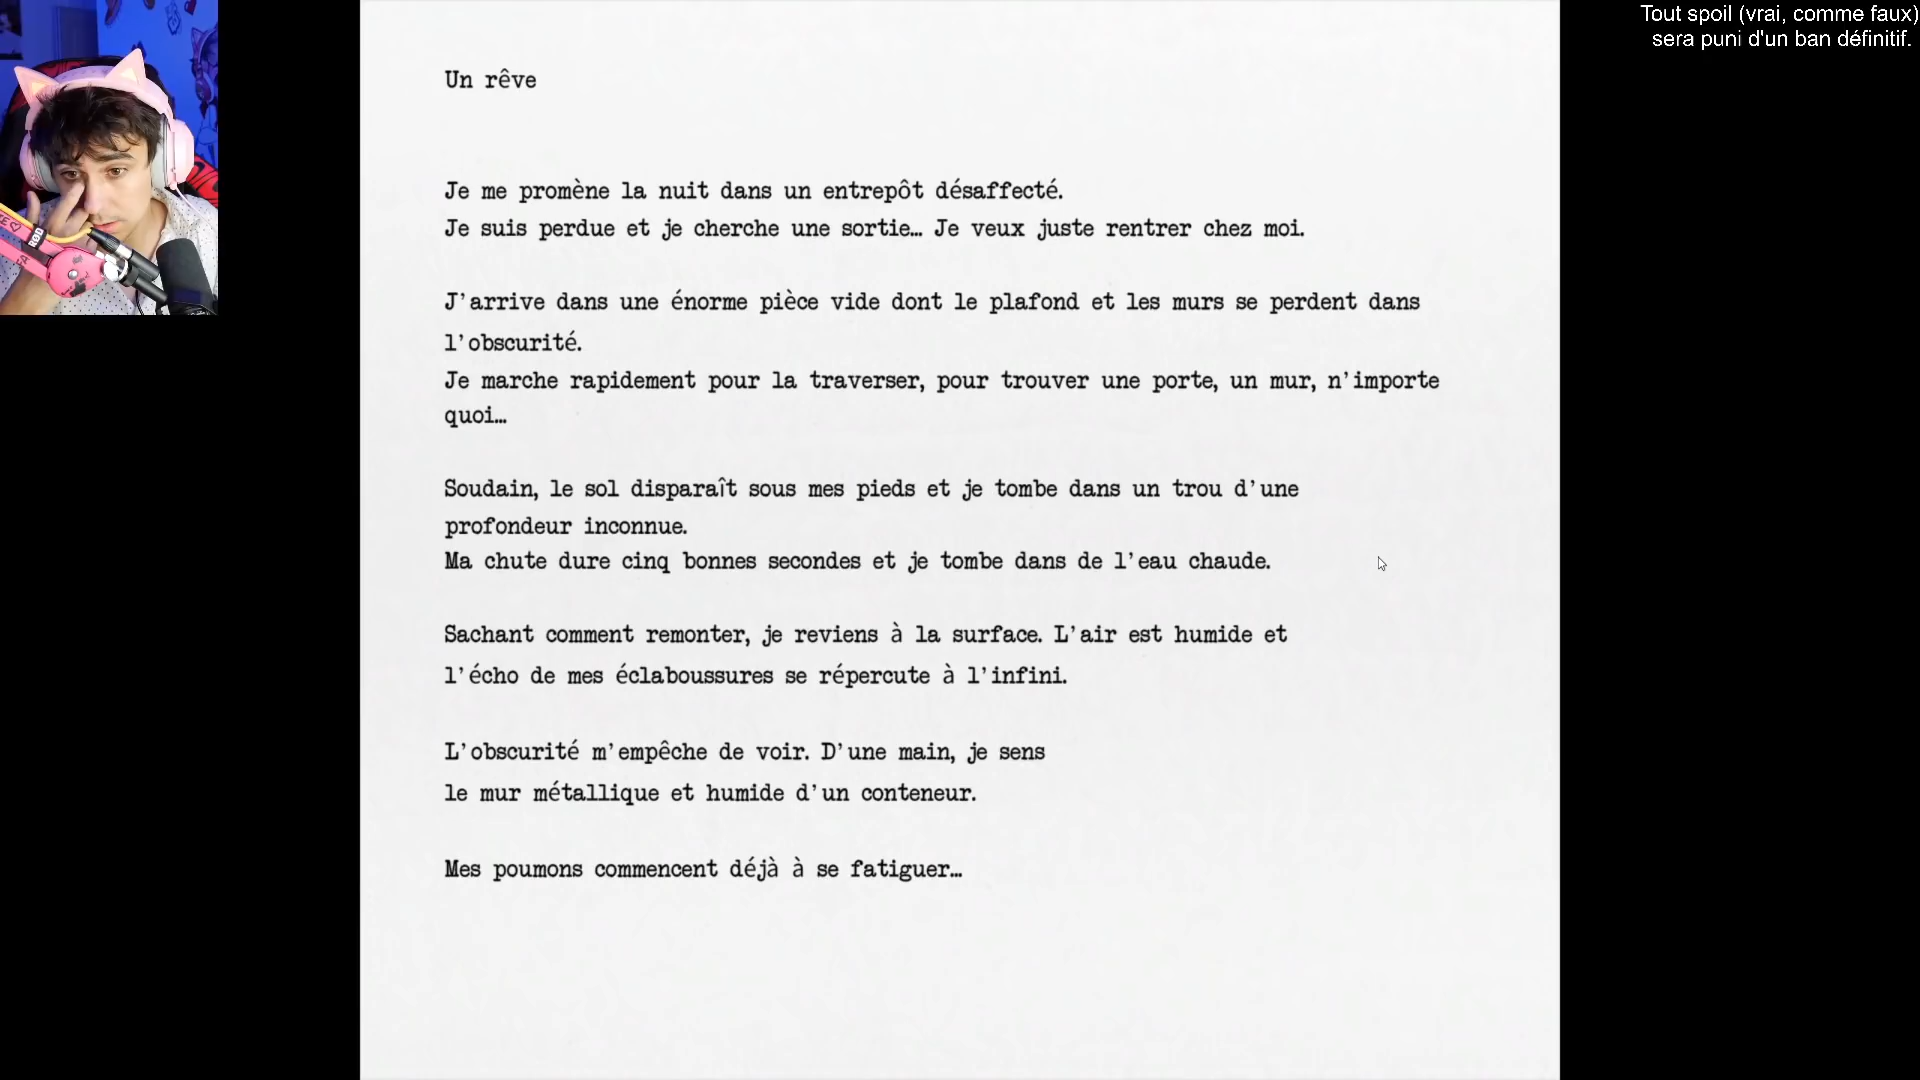 Tout spoil (vrai, comme faux)
sera puni d'un ban définitif.
Un rêve
Je me promène la nuit dans un entrepôt désaffecté.
Je suis perdue et je cherche une sortie… Je veux juste rentrer chez moi.
J'arrive dans une énorme pièce vide dont le plafond et les murs se perdent dans
l'obscurité.
Je marche rapidement pour la traverser, pour trouver une porte, un mur, n'importe
quoi…
Soudain, le sol disparaît sous mes pieds et je tombe dans un trou d'une
profondeur inconnue.
Ma chute dure cinq bonnes secondes et je tombe dans de l'eau chaude.
Sachant comment remonter, je reviens à la surface. L'air est humide et
l'écho de mes éclaboussures se répercute à l'infini.
L'obscurité m'empêche de voir. D'une main, je sens
le mur métallique et humide d'un conteneur.
Mes poumons commencent déjà à se fatiguer…
RØD